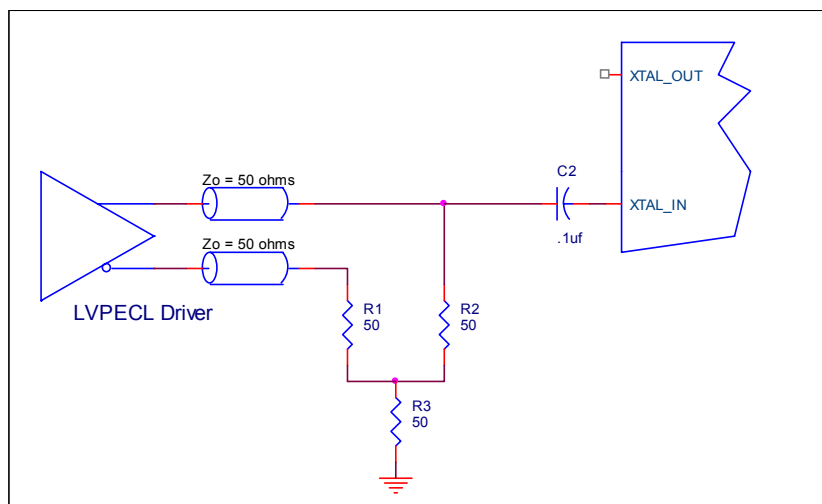 XTAL_OUT
Zo = 50 ohms
C2
XTAL_IN
.1uf
Zo = 50 ohms
LVPECL Driver
R1
50
R2
50
R3
50